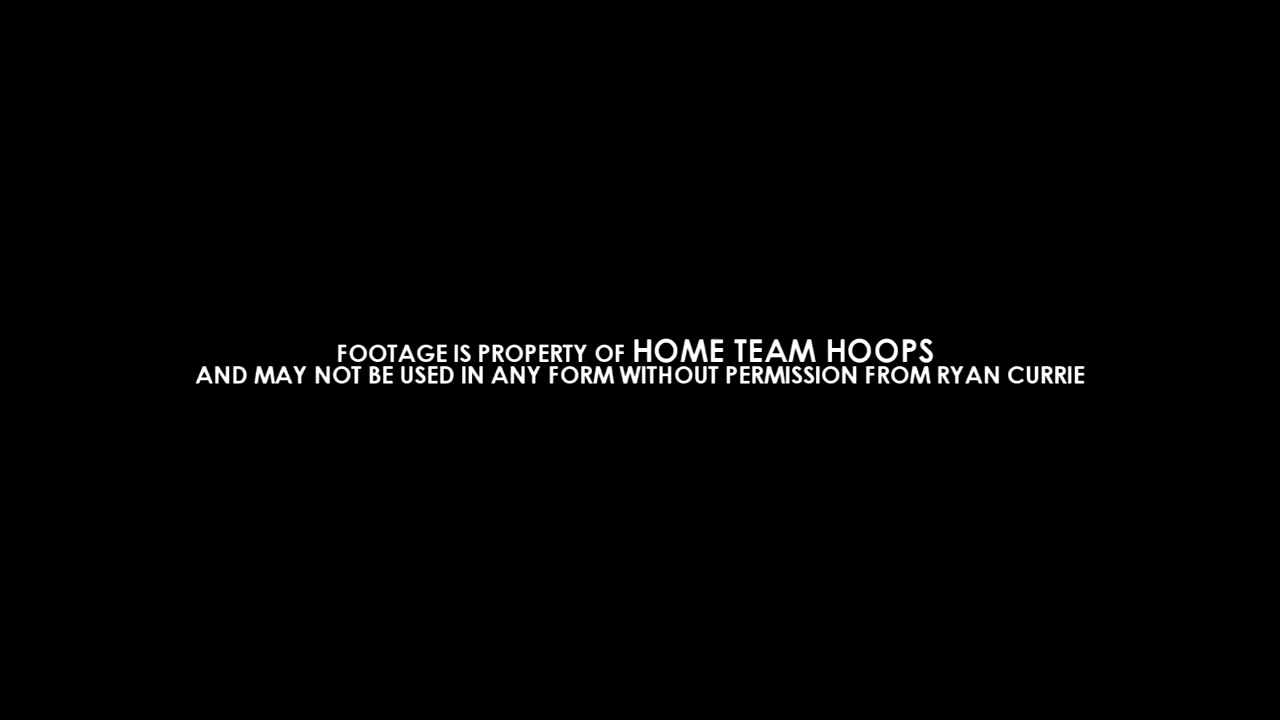 FOOTAGE IS PROPERTY OF HOME TEAM HOOPS
AND MAY NOT BE USED IN ANY FORM WITHOUT PERMISSION FROM RYAN CURRIE